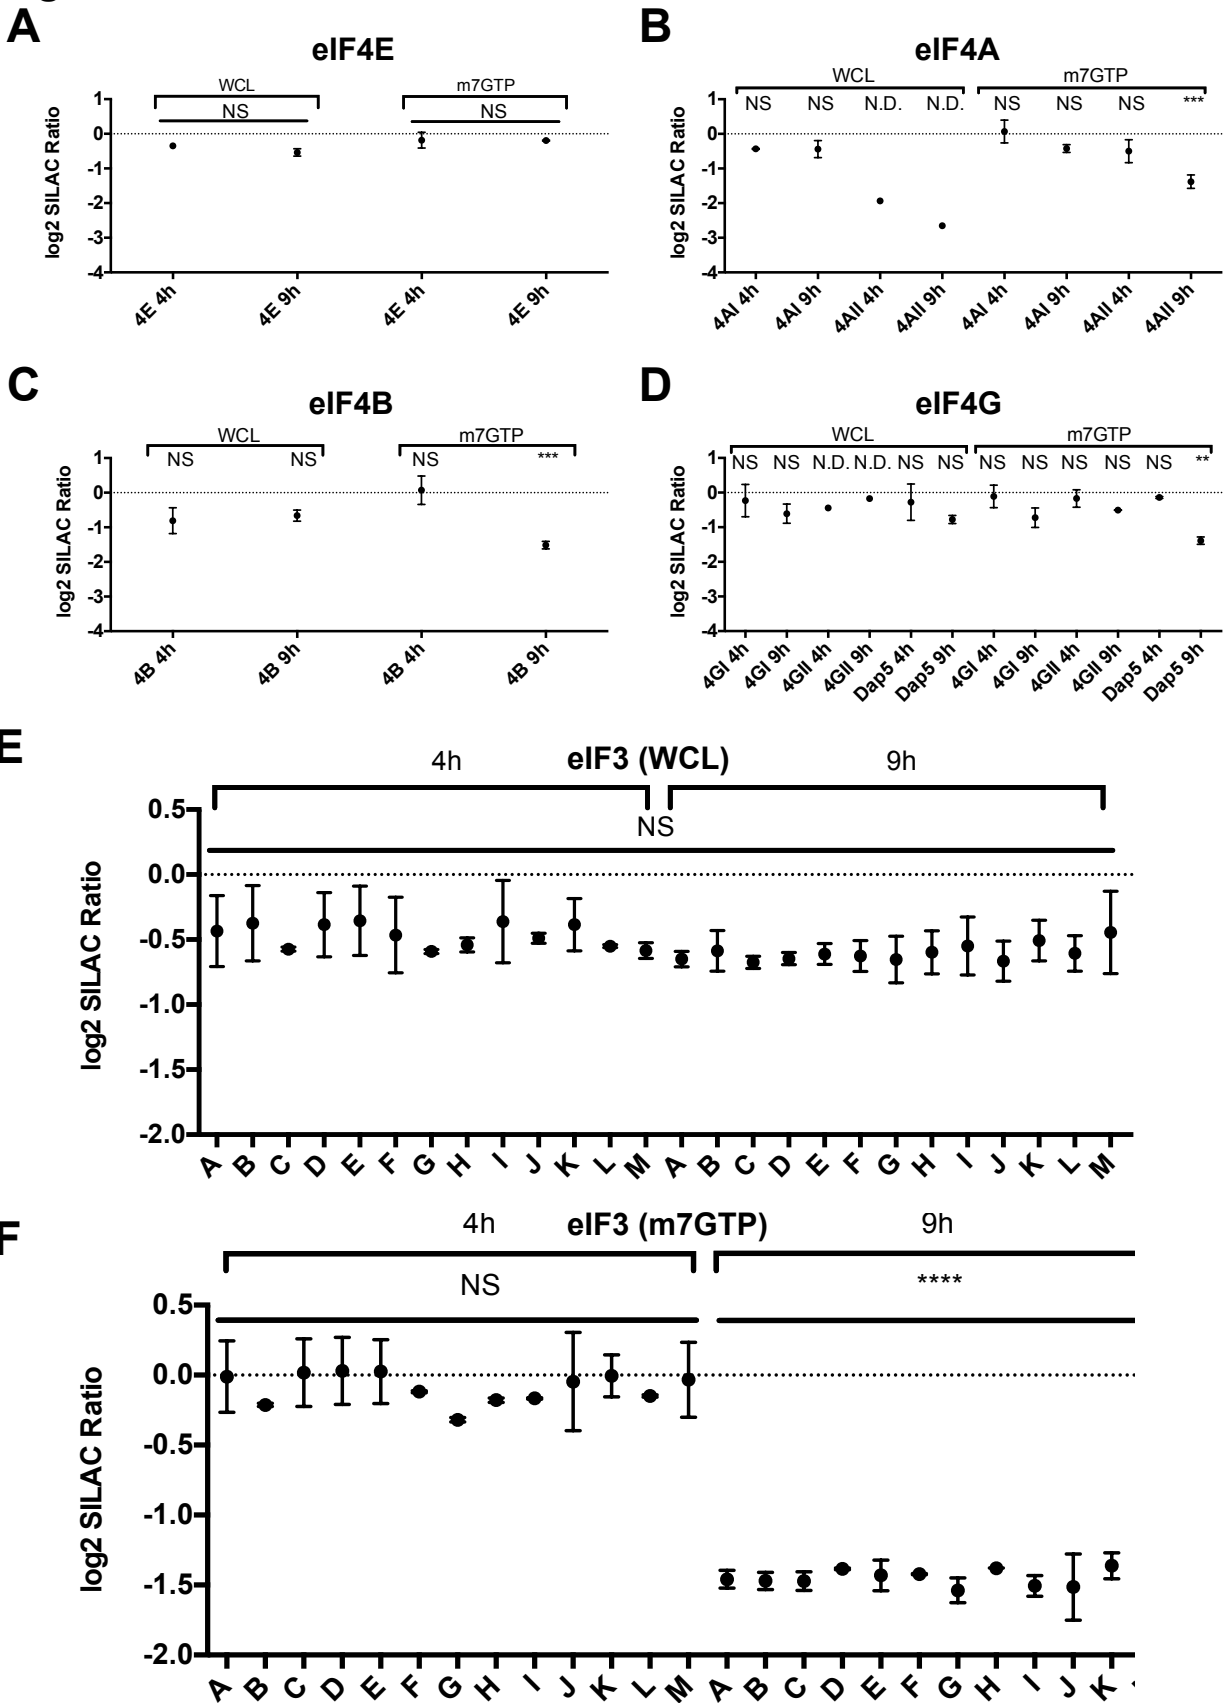 A
eIF4E
WCL
m7GTP
NS
NS
log2 SILAC Ratio
1
0
-1
-2
-3
-4
4E 4h
4E 9h
4E 4h
4E 9h
B
eIF4A
WCL
m7GTP
NS NS N.D. N.D. NS NS NS ***
log2 SILAC Ratio
1
0
-1
-2
-3
-4
4AI 4h
4AI 9h
4AII 4h
4AII 9h
4AI 4h
4AI 9h
4AII 4h
4AII 9h
C
eIF4B
WCL
m7GTP
NS NS NS ***
log2 SILAC Ratio
1
0
-1
-2
-3
-4
4B 4h
4B 9h
4B 4h
4B 9h
D
eIF4G
WCL
m7GTP
NS NS N.D. N.D. NS NS NS NS NS NS **
log2 SILAC Ratio
1
0
-1
-2
-3
-4
4GI 4h
4GI 9h
4GII 4h
4GII 9h
Dap5 4h
Dap5 9h
4GI 4h
4GI 9h
4GII 4h
4GII 9h
Dap5 4h
Dap5 9h
E
4h eIF3 (WCL) 9h
NS
log2 SILAC Ratio
0.5
0.0
-0.5
-1.0
-1.5
-2.0
A B C D E F G H I J K L M A B C D E F G H I J K L M
F
4h eIF3 (m7GTP) 9h
NS ****
log2 SILAC Ratio
0.5
0.0
-0.5
-1.0
-1.5
-2.0
A B C D E F G H I J K L M A B C D E F G H I J K